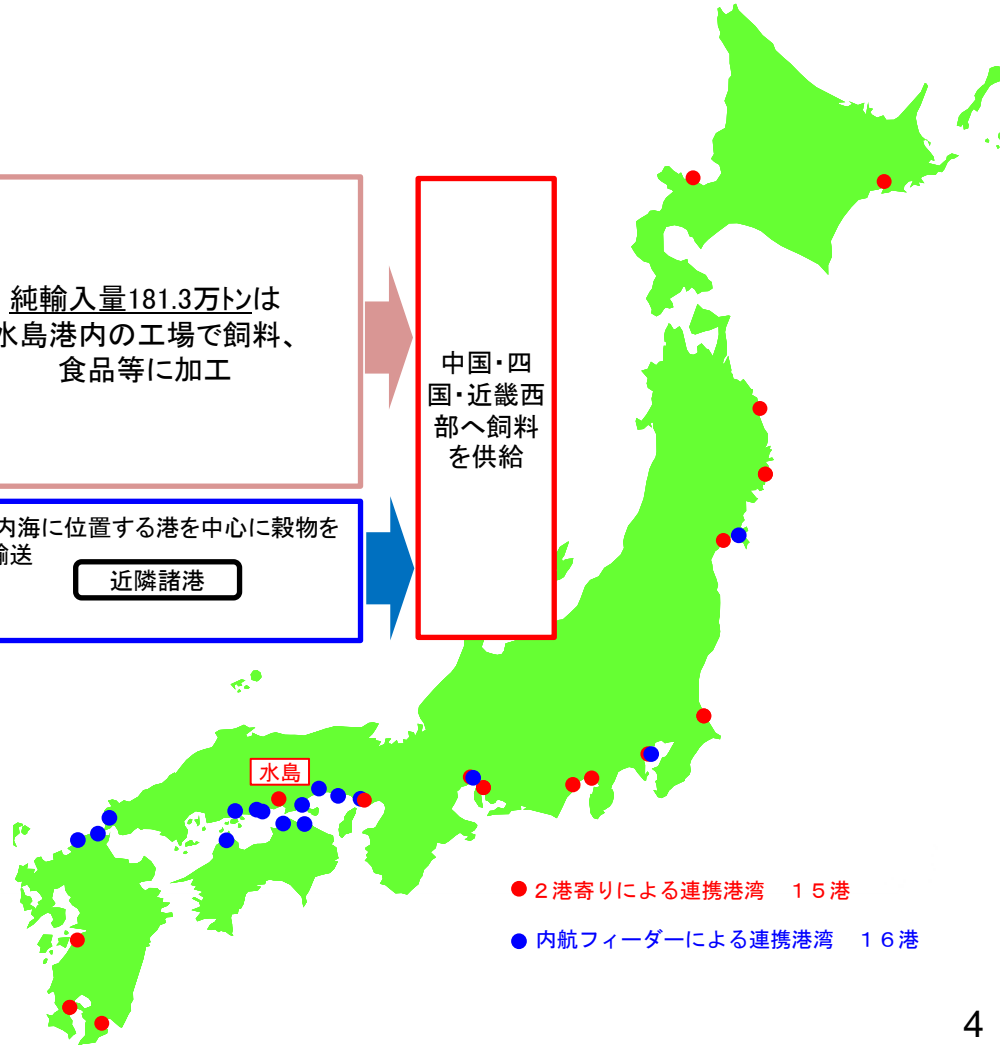 純輸入量181.3万トンは
水島港内の工場で飼料、
食品等に加工
中国・四
国・近畿西
部へ飼料
を供給
内海に位置する港を中心に穀物を
輸送
近隣諸港
水島
２港寄りによる連携港湾　１５港
内航フィーダーによる連携港湾　１６港
4